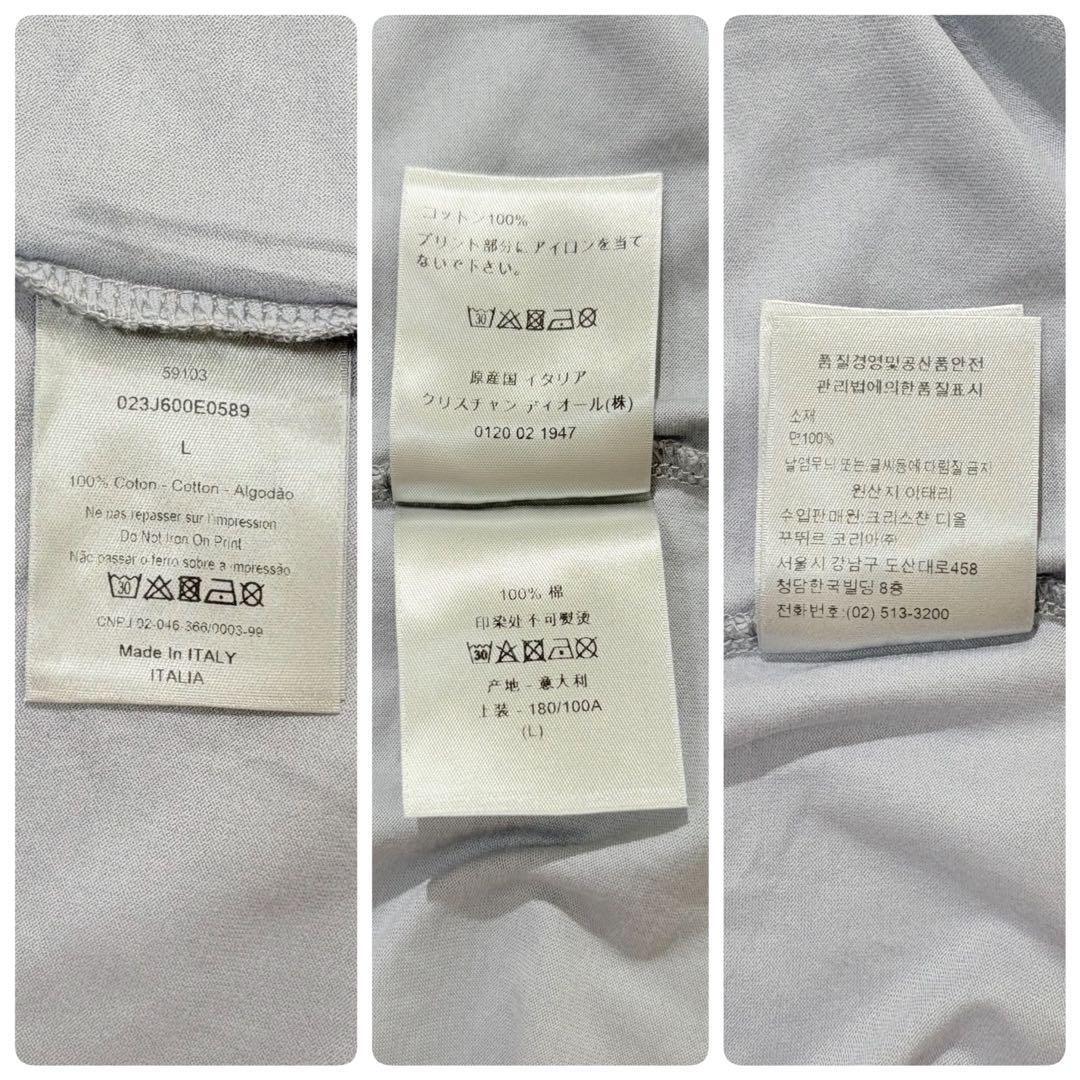 59103
023J600E0589
L
100% Coton - Cotton - Algodão
Ne pas repasser sur l'impression
Do Not Iron On Print
Não passar o ferro sobre a impressão
30
CNPJ 02-046-366/0003-99
Made In ITALY
ITALIA
コットン100%
プリント部分にアイロンを当て
ないで下さい。
30
原産国 イタリア
クリスチャン ディオール(株)
0120 02 1947
100% 棉
印染处不可熨烫
30
产地 - 意大利
上装 - 180/100A
(L)
품질경영및공산품안전
관리법에의한품질표시
소재
면100%
날염무늬 또는 글씨등에 다림질 금지
원산지 이태리
수입판매원:크리스챤 디올
꾸뛰르 코리아㈜
서울시 강남구 도산대로458
청담한국빌딩 8층
전화번호:(02) 513-3200